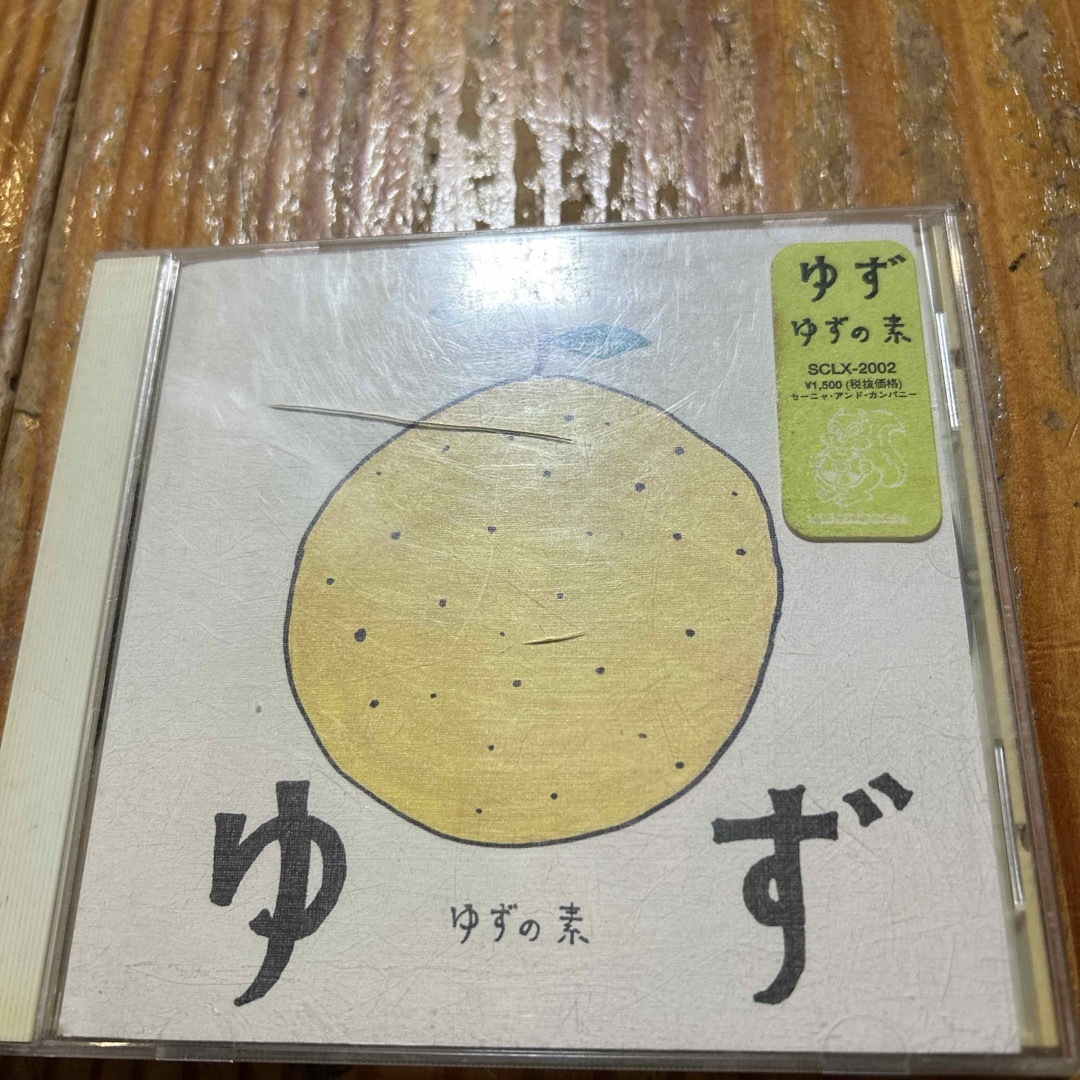 ゆず
ゆずの素
SCLX-2002
¥1,500 (税抜価格)
セーニャ・アンド・カンパニー
ゆず
ゆずの素